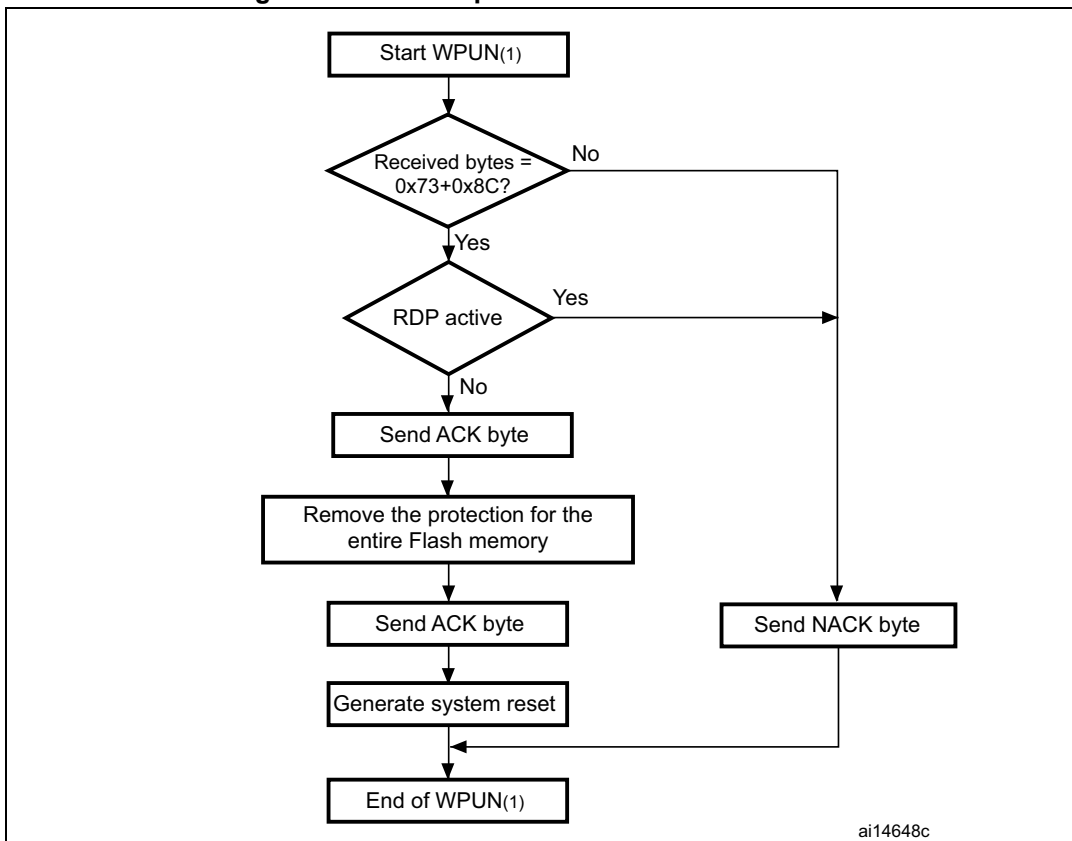 Start WPUN(1)
Received bytes =
0x73+0x8C?
No
Yes
RDP active
Yes
No
Send ACK byte
Remove the protection for the
entire Flash memory
Send ACK byte
Send NACK byte
Generate system reset
End of WPUN(1)
ai14648c